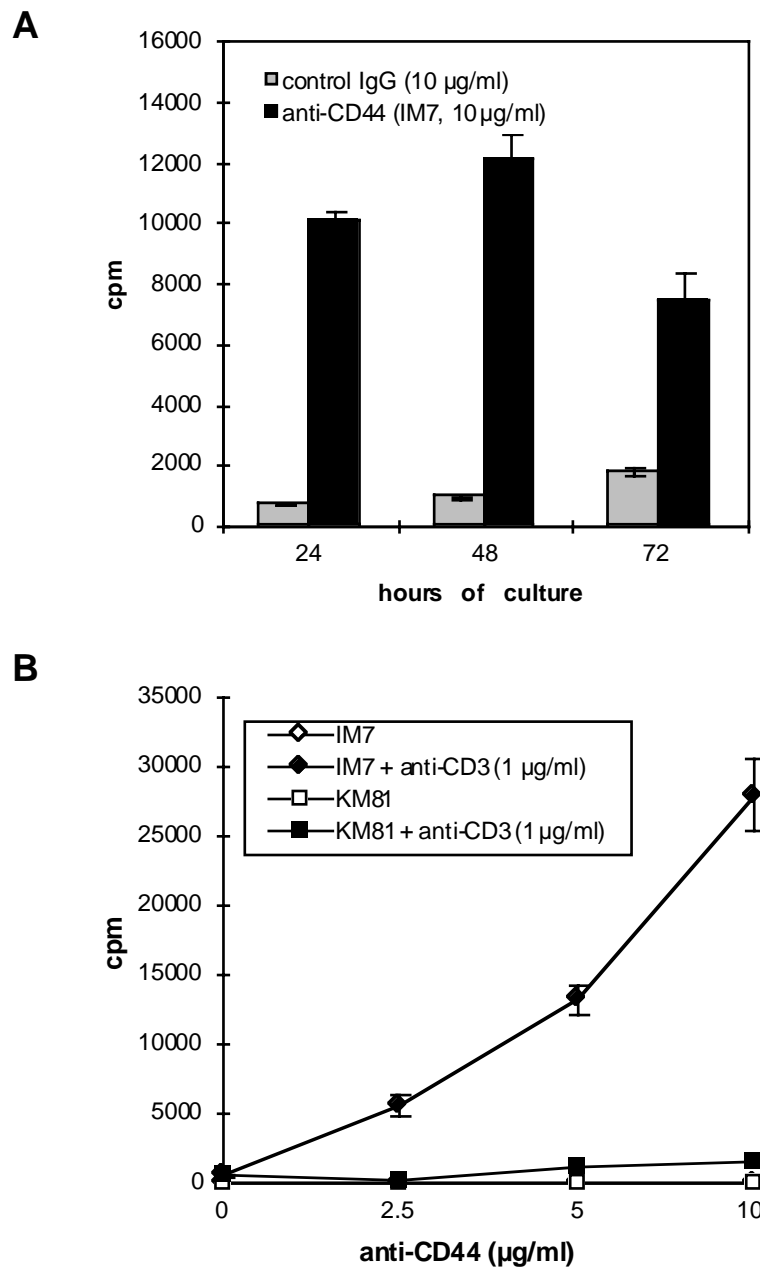 A
16000
14000
12000
10000
8000
6000
4000
2000
0
cpm
control IgG (10 µg/ml)
anti-CD44 (IM7, 10µg/ml)
24 48 72
hours of culture
B
35000
30000
25000
20000
15000
10000
5000
0
cpm
IM7
IM7 + anti-CD3 (1 µg/ml)
KM81
KM81 + anti-CD3 (1 µg/ml)
0 2.5 5 10
anti-CD44 (µg/ml)